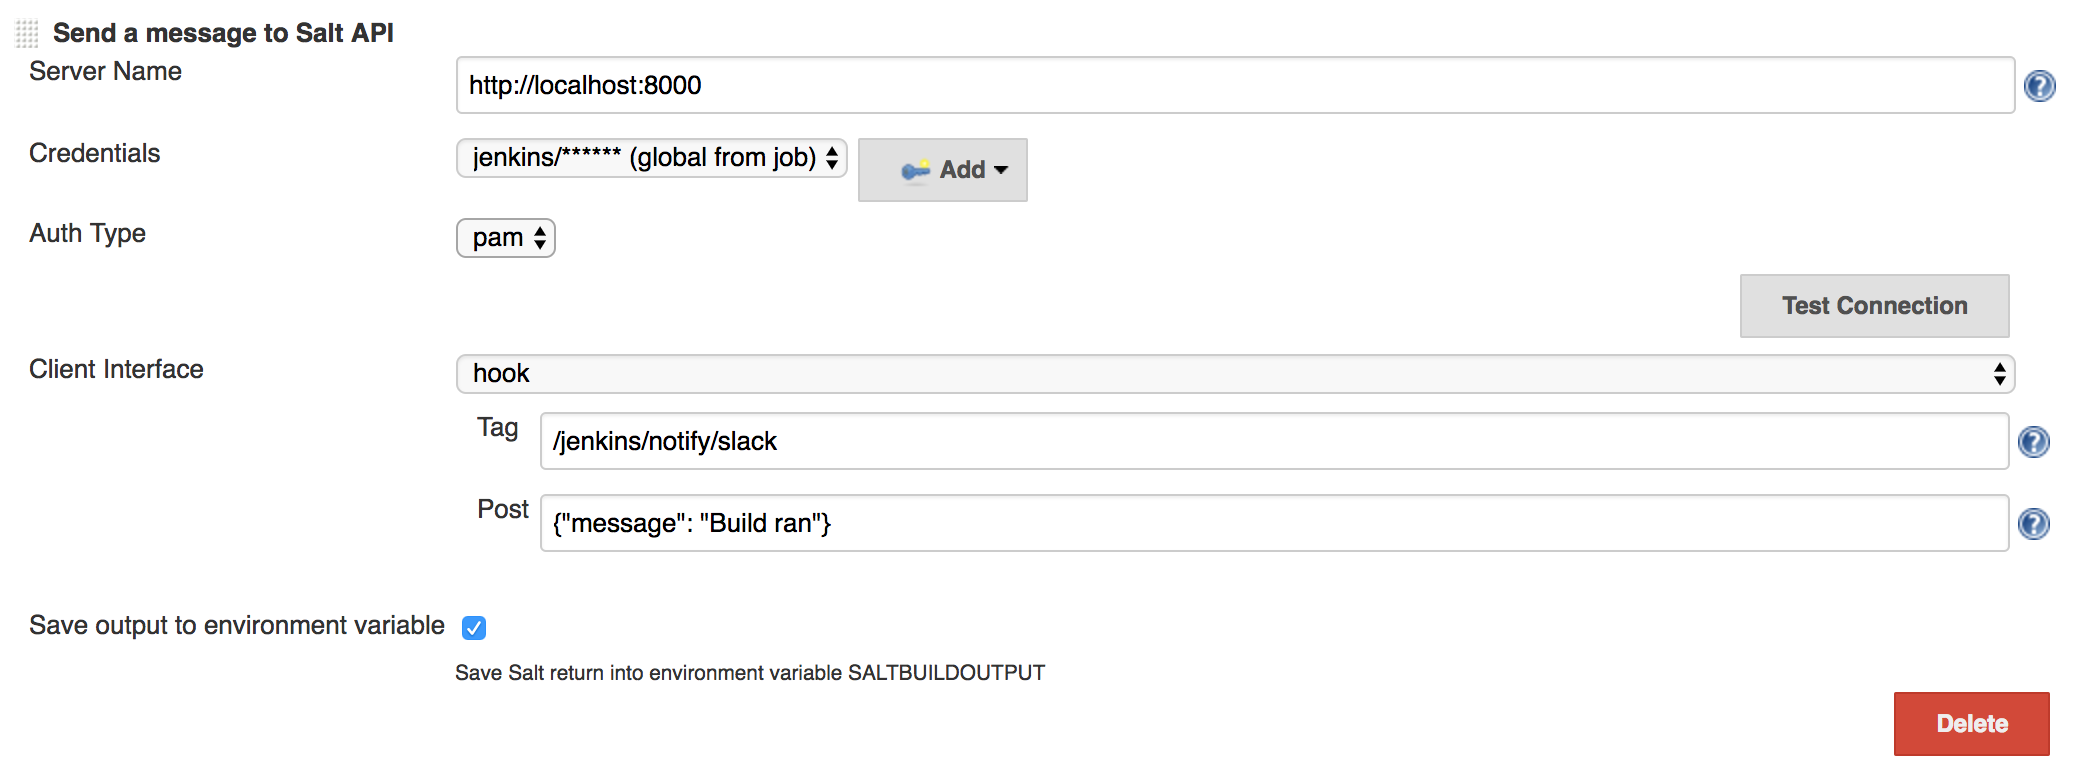 Send a message to Salt API
Server Name
http://localhost:8000
Credentials
jenkins/****** (global from job)
Add
Auth Type
pam
Test Connection
Client Interface
hook
Tag
/jenkins/notify/slack
Post
{"message": "Build ran"}
Save output to environment variable
Save Salt return into environment variable SALTBUILDOUTPUT
Delete